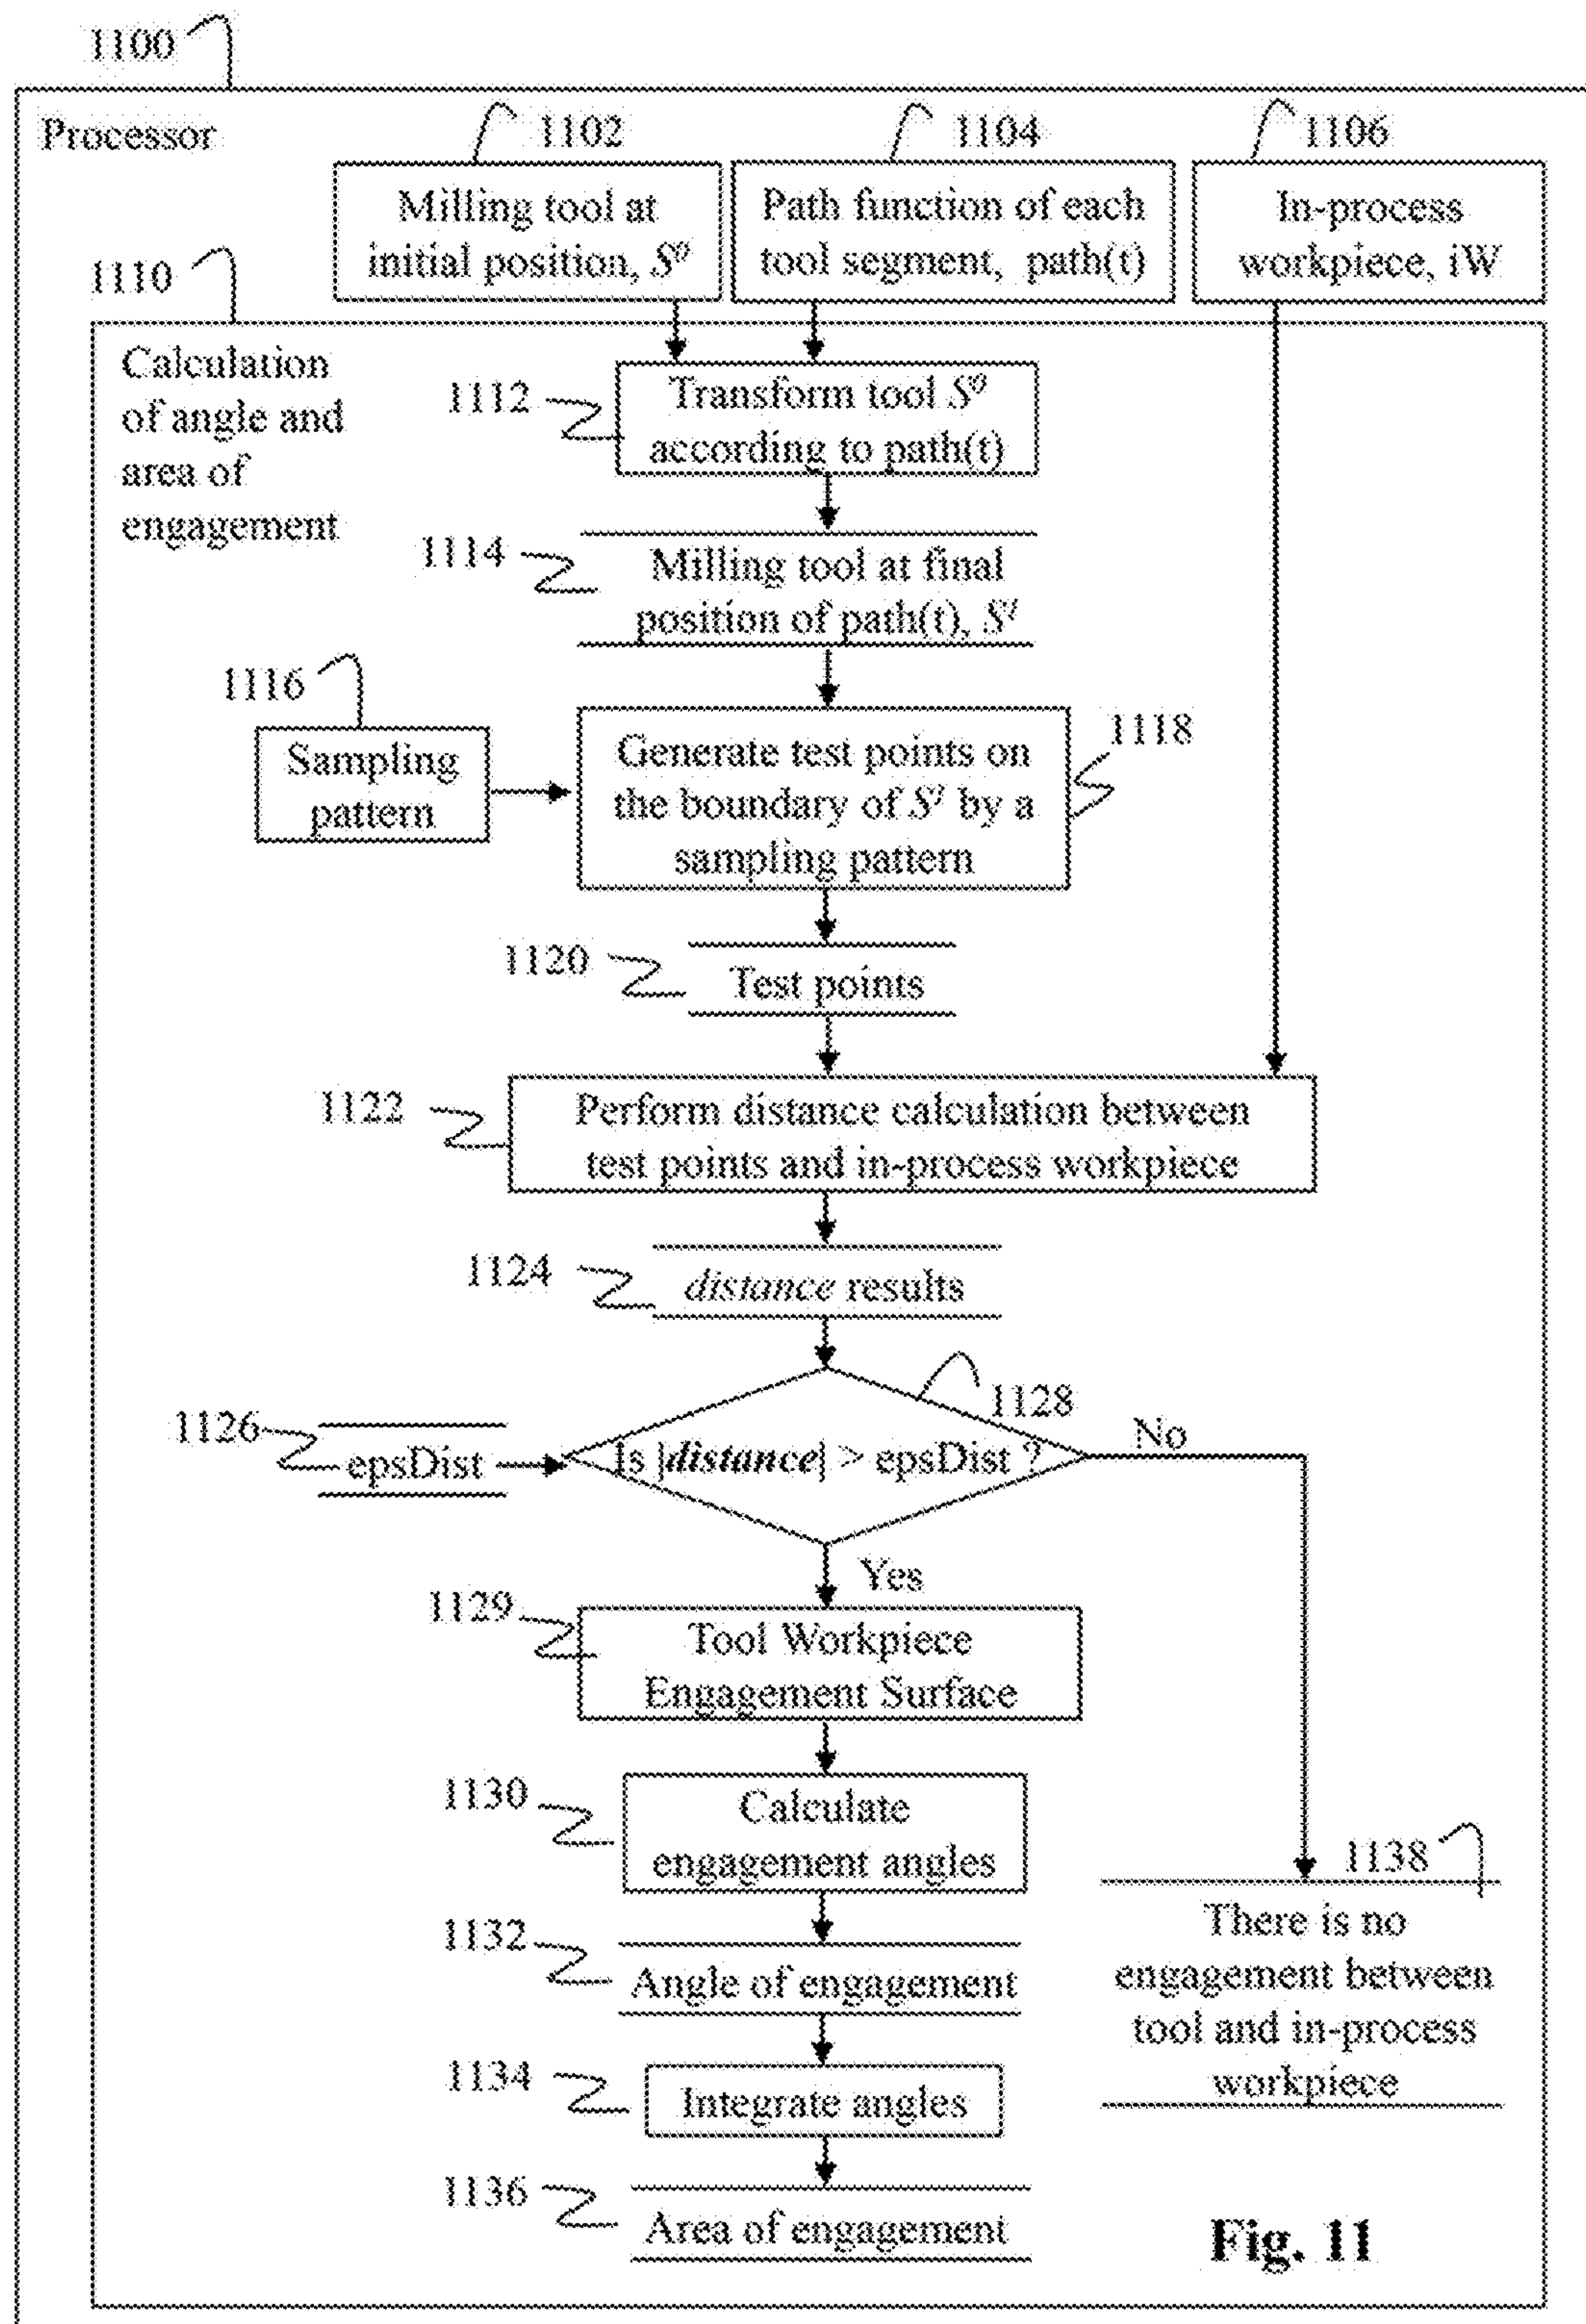 1100
Processor
1102
1104
1106
Milling tool at
initial position, S⁰
Path function of each
tool segment, path(t)
In-process
workpiece, iW
1110
Calculation
of angle and
area of
engagement
1112
Transform tool S⁰
according to path(t)
1114
Milling tool at final
position of path(t), Sᶠ
1116
Sampling
pattern
1118
Generate test points on
the boundary of Sᶠ by a
sampling pattern
1120
Test points
1122
Perform distance calculation between
test points and in-process workpiece
1124
distance results
1126
epsDist
1128
Is |distance| > epsDist ?
No
Yes
1129
Tool Workpiece
Engagement Surface
1130
Calculate
engagement angles
1132
Angle of engagement
1134
Integrate angles
1136
Area of engagement
1138
There is no
engagement between
tool and in-process
workpiece
Fig. 11